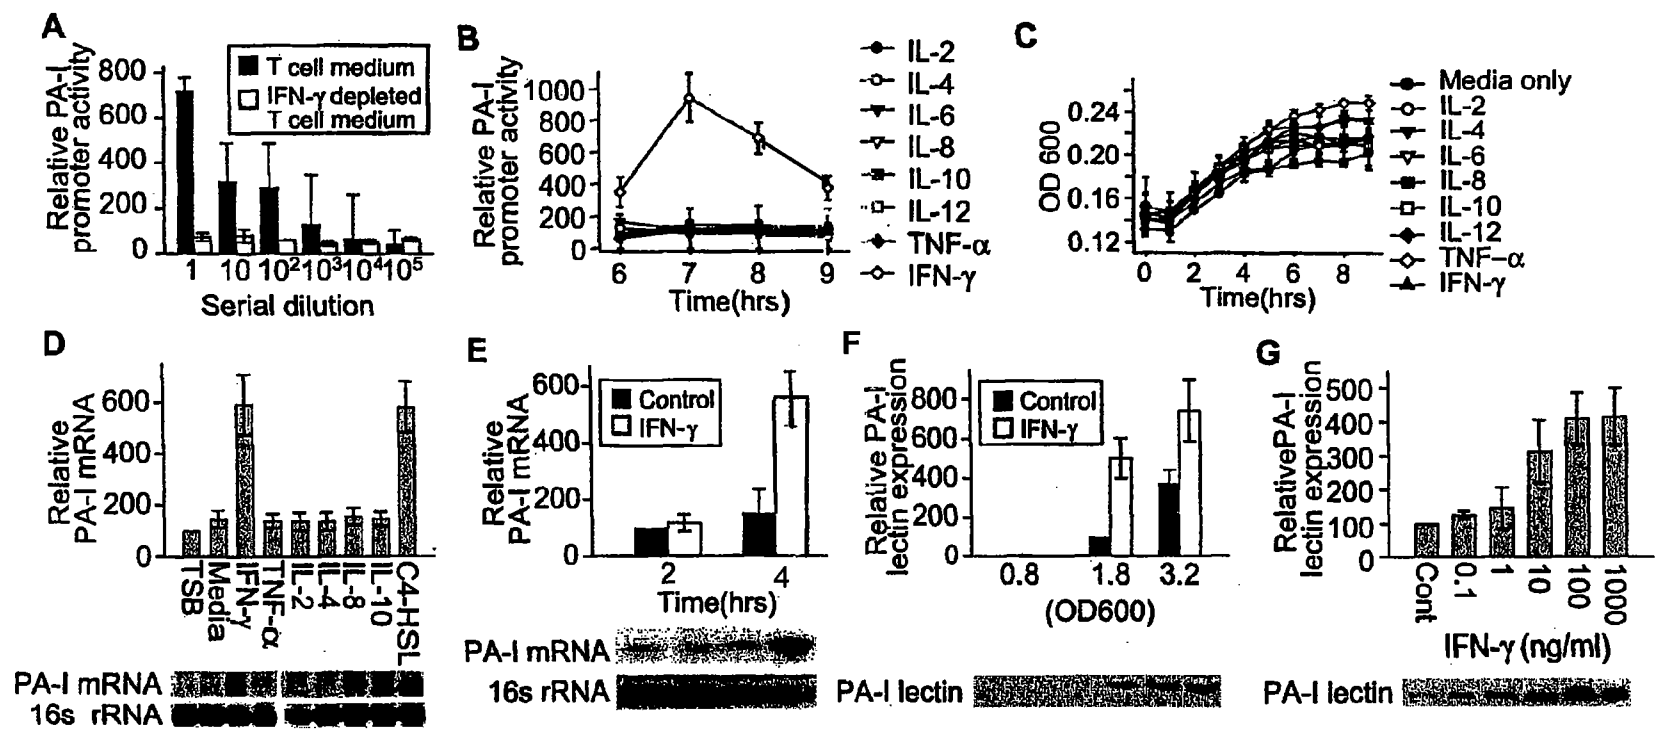 A
Relative PA-I
promoter activity
800
600
400
200
0
T cell medium
IFN-γ depleted
T cell medium
1 10 10² 10³ 10⁴ 10⁵
Serial dilution
B
Relative PA-I
promoter activity
1000
800
600
400
200
0
6 7 8 9
Time(hrs)
IL-2
IL-4
IL-6
IL-8
IL-10
IL-12
TNF-α
IFN-γ
C
OD 600
0.24
0.20
0.16
0.12
0 2 4 6 8
Time(hrs)
Media only
IL-2
IL-4
IL-6
IL-8
IL-10
IL-12
TNF-α
IFN-γ
D
Relative
PA-I mRNA
600
400
200
0
TSB
Media
IFN-γ
TNF-α
IL-2
IL-4
IL-8
IL-10
C4-HSL
PA-I mRNA
16s rRNA
E
Relative
PA-I mRNA
600
400
200
0
Control
IFN-γ
2 4
Time(hrs)
PA-I mRNA
16s rRNA
F
Relative PA-I
lectin expression
800
600
400
200
0
Control
IFN-γ
0.8 1.8 3.2
(OD600)
PA-I lectin
G
RelativePA-I
lectin expression
500
400
300
200
100
0
Cont
0.1
1
10
100
1000
IFN-γ (ng/ml)
PA-I lectin